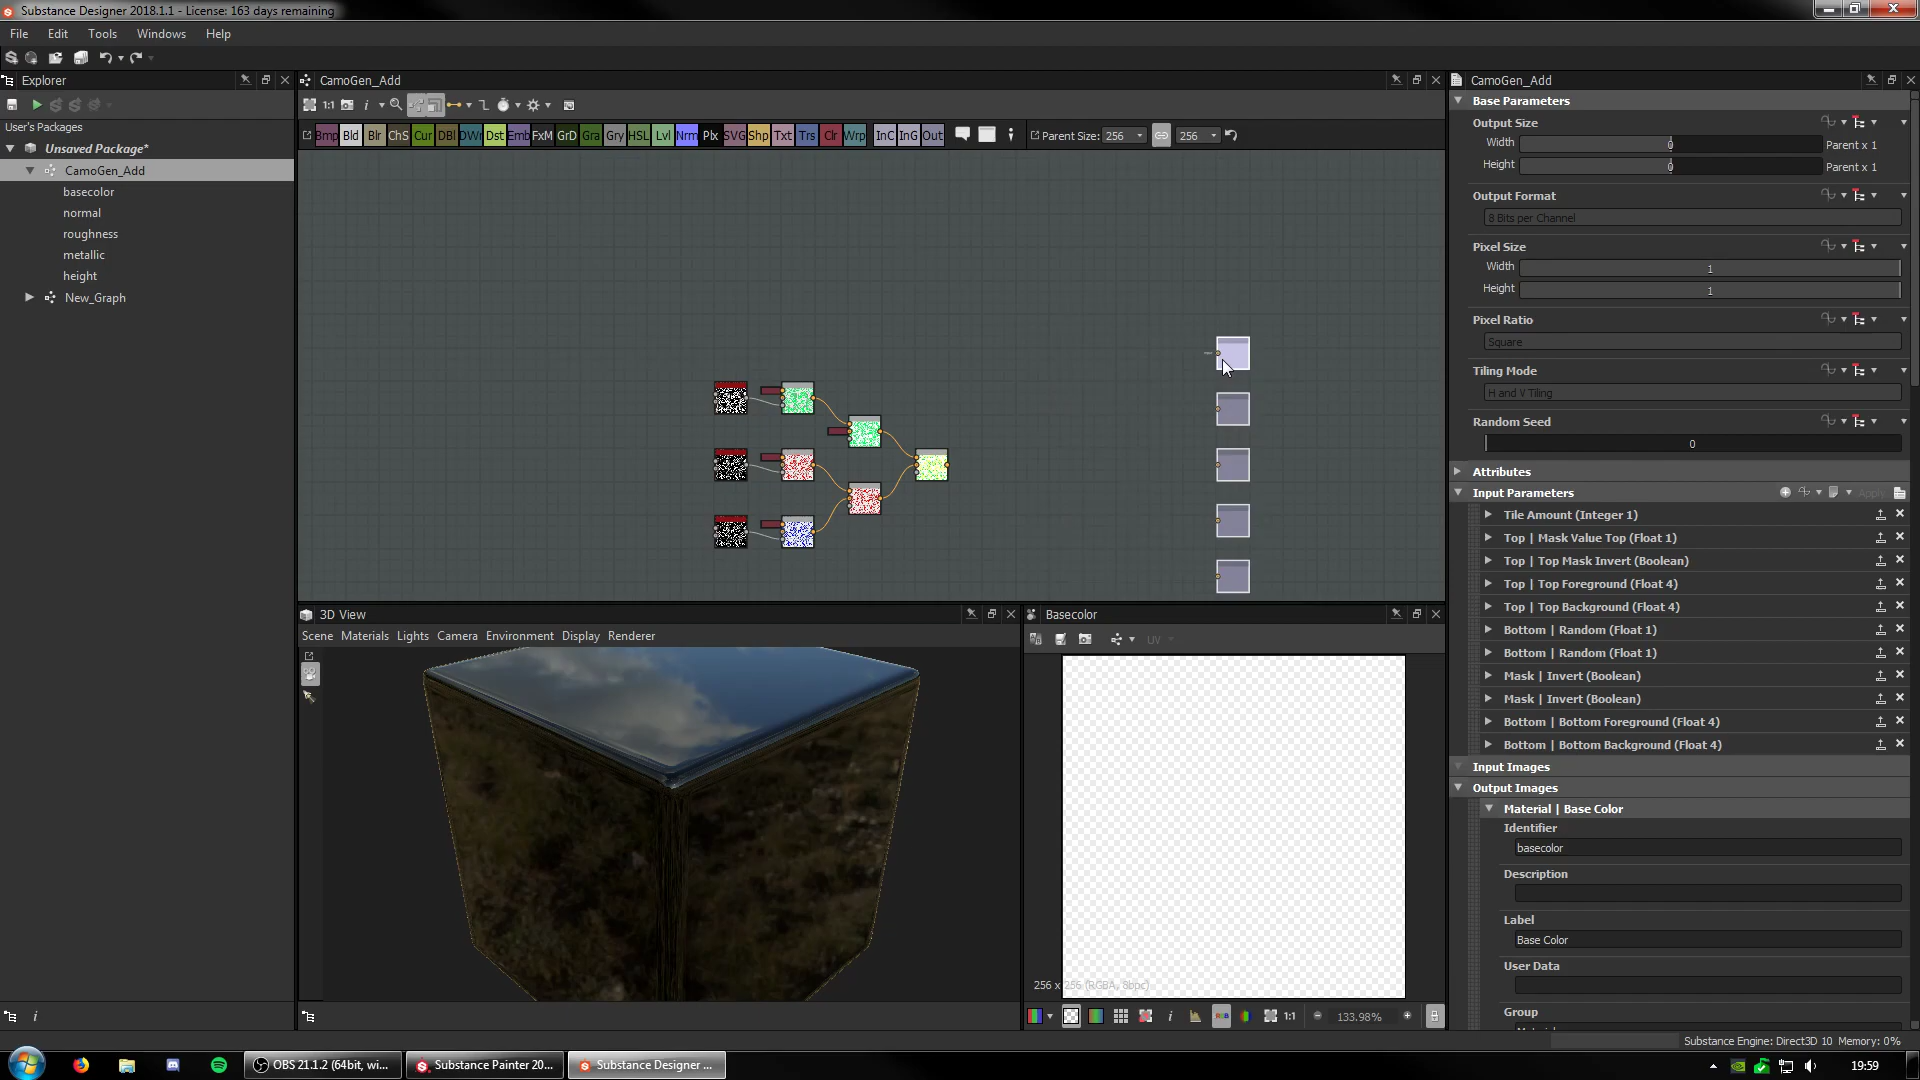 Substance Designer 2018.1.1 - License: 163 days remaining
File Edit Tools Windows Help
Explorer
User's Packages
Unsaved Package*
CamoGen_Add
basecolor
normal
roughness
metallic
height
New_Graph
CamoGen_Add
1:1 i
Bmp Bld Blr ChS Cur DBl DWr Dst Emb FxM GrD Gra Gry HSL Lvl Nrm Plx SVG Shp Txt Trs Clr Wrp InC InG Out Parent Size: 256 256
3D View
Scene Materials Lights Camera Environment Display Renderer
Basecolor
UV
256 x 256 (RGBA, 8bpc)
RGB i 1:1 133.98%
CamoGen_Add
Base Parameters
Output Size
Width 0 Parent x 1
Height 0 Parent x 1
Output Format
8 Bits per Channel
Pixel Size
Width 1
Height 1
Pixel Ratio
Square
Tiling Mode
H and V Tiling
Random Seed
0
Attributes
Input Parameters Apply
Tile Amount (Integer 1)
Top | Mask Value Top (Float 1)
Top | Top Mask Invert (Boolean)
Top | Top Foreground (Float 4)
Top | Top Background (Float 4)
Bottom | Random (Float 1)
Bottom | Random (Float 1)
Mask | Invert (Boolean)
Mask | Invert (Boolean)
Bottom | Bottom Foreground (Float 4)
Bottom | Bottom Background (Float 4)
Input Images
Output Images
Material | Base Color
Identifier
basecolor
Description
Label
Base Color
User Data
Group
Substance Engine: Direct3D 10 Memory: 0%
OBS 21.1.2 (64bit, wi...
Substance Painter 20...
Substance Designer ...
19:59